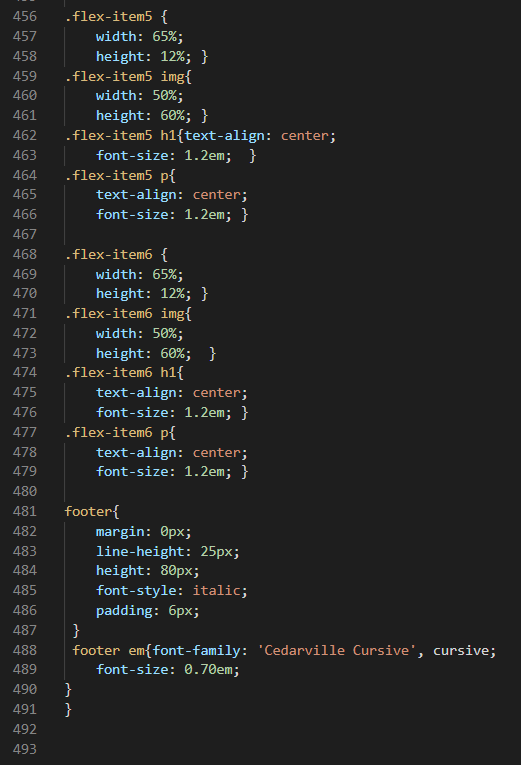 456 .flex-item5 {
457     width: 65%;
458     height: 12%; }
459 .flex-item5 img{
460     width: 50%;
461     height: 60%; }
462 .flex-item5 h1{text-align: center;
463     font-size: 1.2em;  }
464 .flex-item5 p{
465     text-align: center;
466     font-size: 1.2em; }
467
468 .flex-item6 {
469     width: 65%;
470     height: 12%; }
471 .flex-item6 img{
472     width: 50%;
473     height: 60%;  }
474 .flex-item6 h1{
475     text-align: center;
476     font-size: 1.2em; }
477 .flex-item6 p{
478     text-align: center;
479     font-size: 1.2em; }
480
481 footer{
482     margin: 0px;
483     line-height: 25px;
484     height: 80px;
485     font-style: italic;
486     padding: 6px;
487  }
488  footer em{font-family: 'Cedarville Cursive', cursive;
489     font-size: 0.70em;
490 }
491 }
492
493